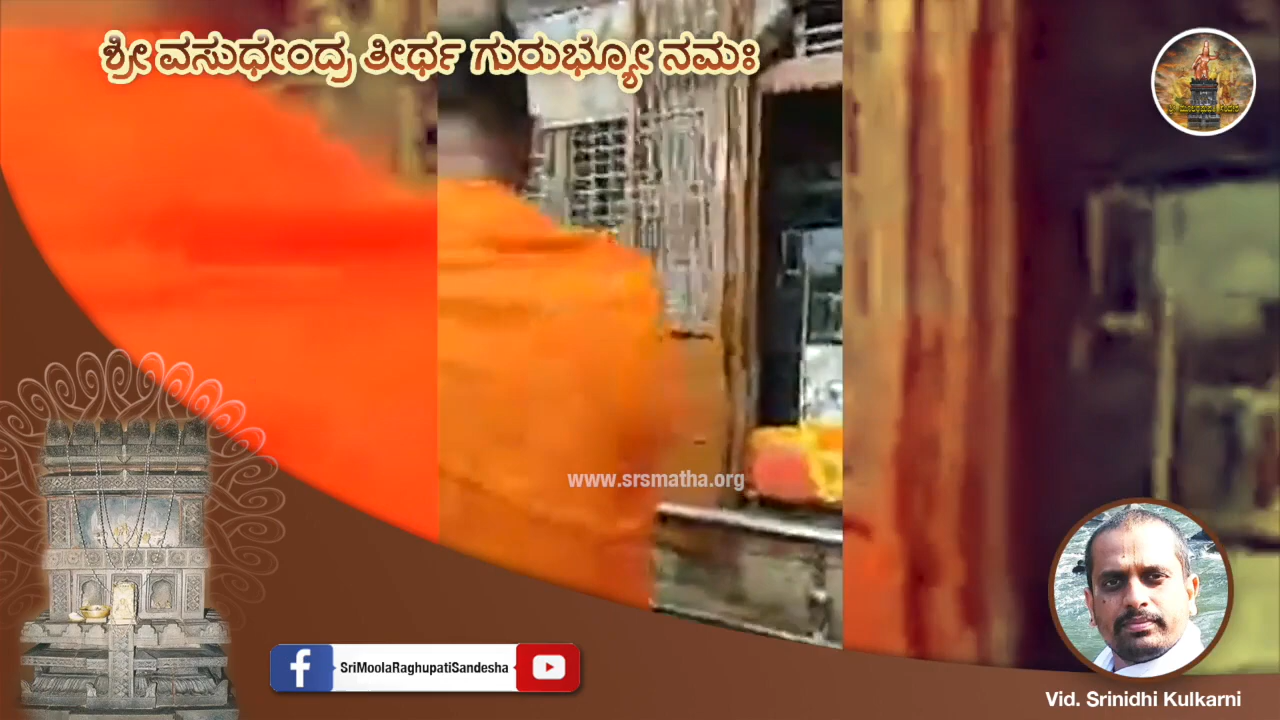 ಶ್ರೀ ವಸುಧೇಂದ್ರ ತೀರ್ಥ ಗುರುಭ್ಯೋ ನಮಃ
www.srsmatha.org
SriMoolaRaghupatiSandesha
Vid. Srinidhi Kulkarni